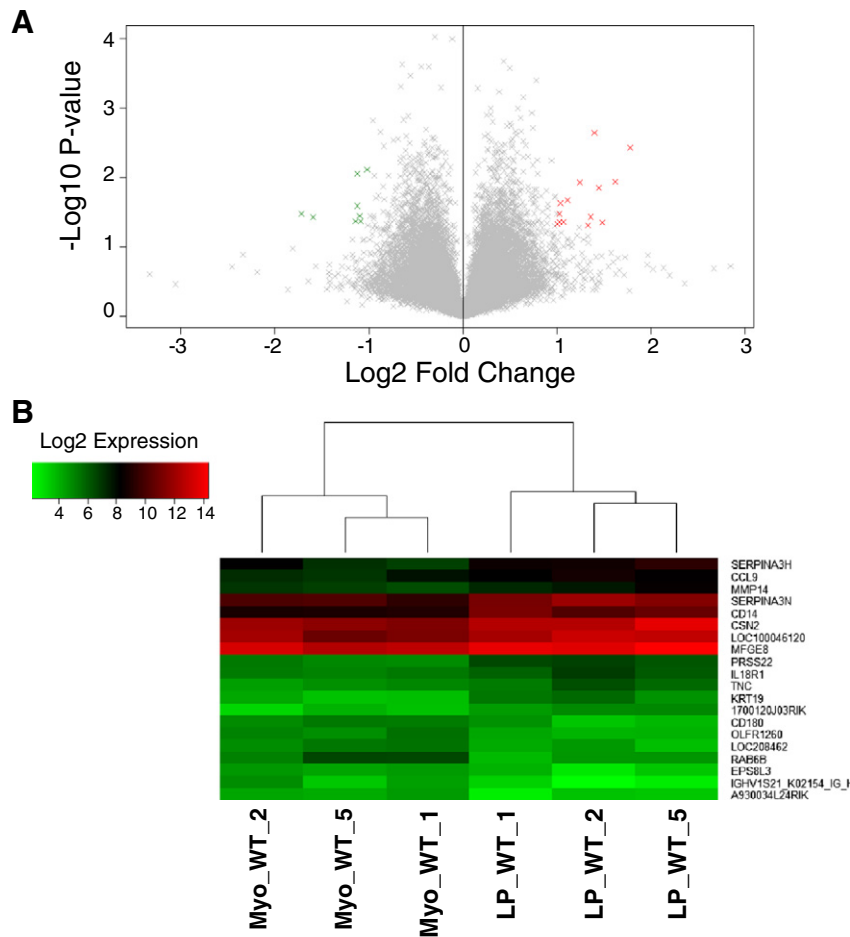 A
-Log10 P-value
4
3
2
1
0
-3 -2 -1 0 1 2 3
Log2 Fold Change
B
Log2 Expression
4 6 8 10 12 14
SERPINA3H
CCL9
MMP14
SERPINA3N
CD14
CSN2
LOC100046120
MFGE8
PRSS22
IL18R1
TNC
KRT19
1700120J03RIK
CD180
OLFR1260
LOC208462
RAB6B
EPS8L3
IGHV1S21_K02154_IG_H
A930034L24RIK
Myo_WT_2
Myo_WT_5
Myo_WT_1
LP_WT_1
LP_WT_2
LP_WT_5